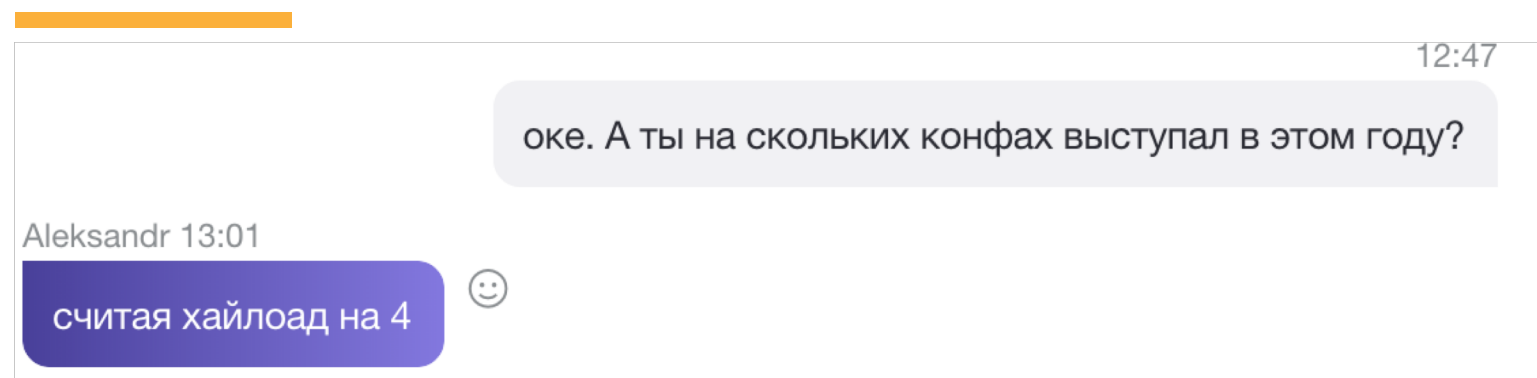 12:47
оке. А ты на скольких конфах выступал в этом году?
Aleksandr 13:01
считая хайлоад на 4